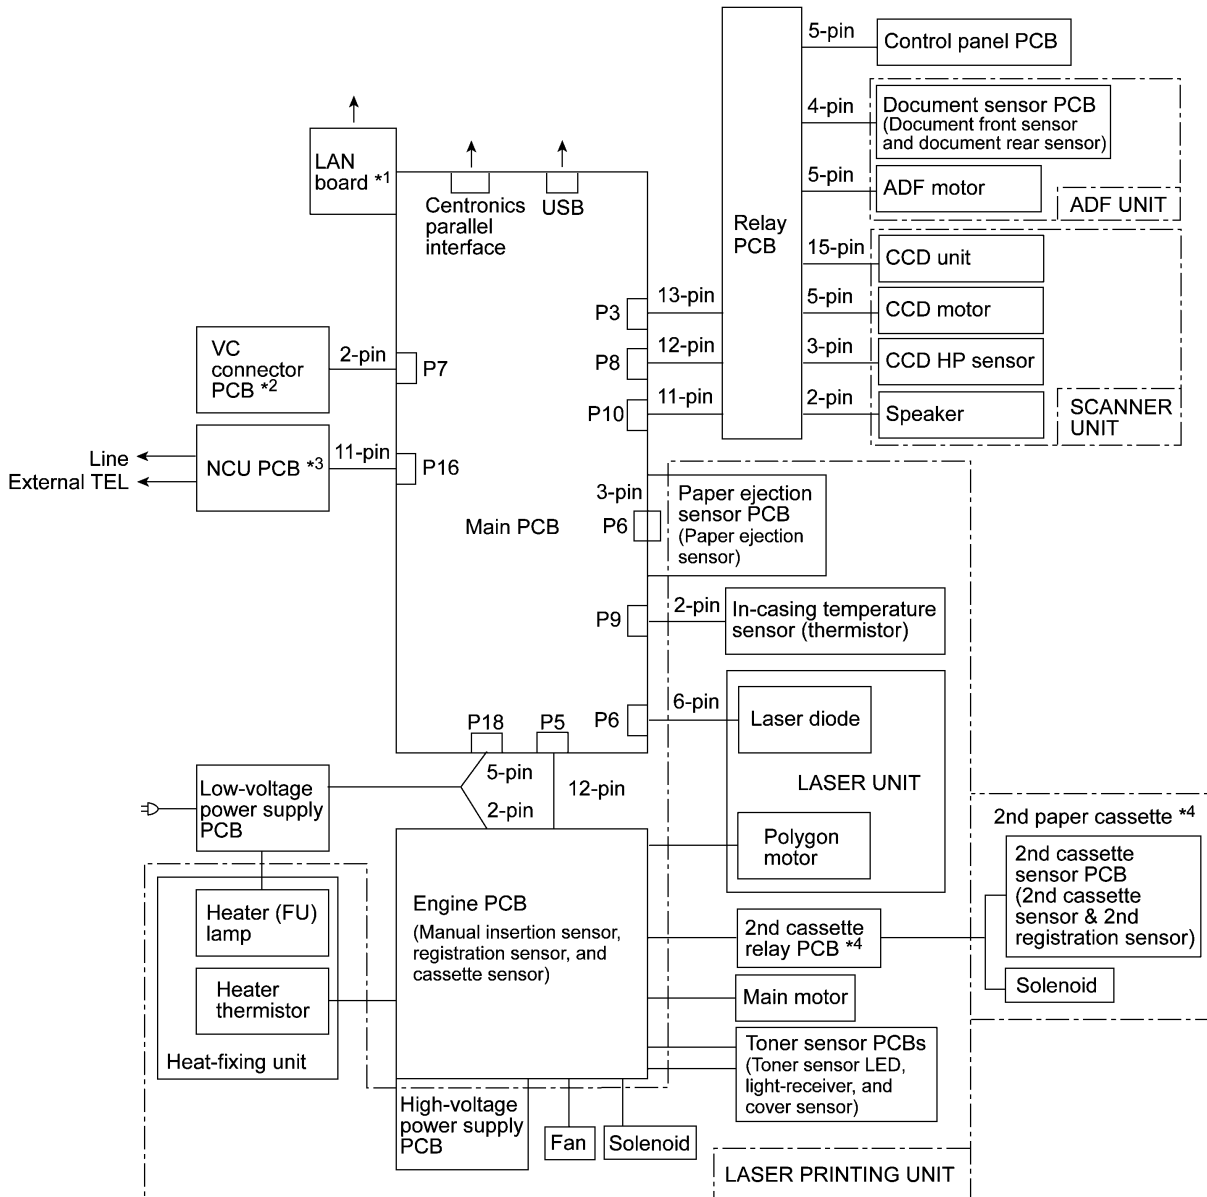 5-pin
Control panel PCB
4-pin
Document sensor PCB
(Document front sensor
and document rear sensor)
5-pin
ADF motor
ADF UNIT
Relay
PCB
15-pin
CCD unit
5-pin
CCD motor
3-pin
CCD HP sensor
2-pin
Speaker
SCANNER
UNIT
LAN
board *1
Centronics
parallel
interface
USB
P3
13-pin
P8
12-pin
P10
11-pin
VC
connector
PCB *2
2-pin
P7
Line
External TEL
NCU PCB *3
11-pin
P16
Main PCB
3-pin
P6
Paper ejection
sensor PCB
(Paper ejection
sensor)
P9
2-pin
In-casing temperature
sensor (thermistor)
P6
6-pin
Laser diode
LASER UNIT
Polygon
motor
P18
P5
5-pin
2-pin
12-pin
Low-voltage
power supply
PCB
Heater (FU)
lamp
Heater
thermistor
Heat-fixing unit
Engine PCB
(Manual insertion sensor,
registration sensor, and
cassette sensor)
2nd cassette
relay PCB *4
2nd paper cassette *4
2nd cassette
sensor PCB
(2nd cassette
sensor & 2nd
registration sensor)
Solenoid
Main motor
Toner sensor PCBs
(Toner sensor LED,
light-receiver, and
cover sensor)
High-voltage
power supply
PCB
Fan
Solenoid
LASER PRINTING UNIT